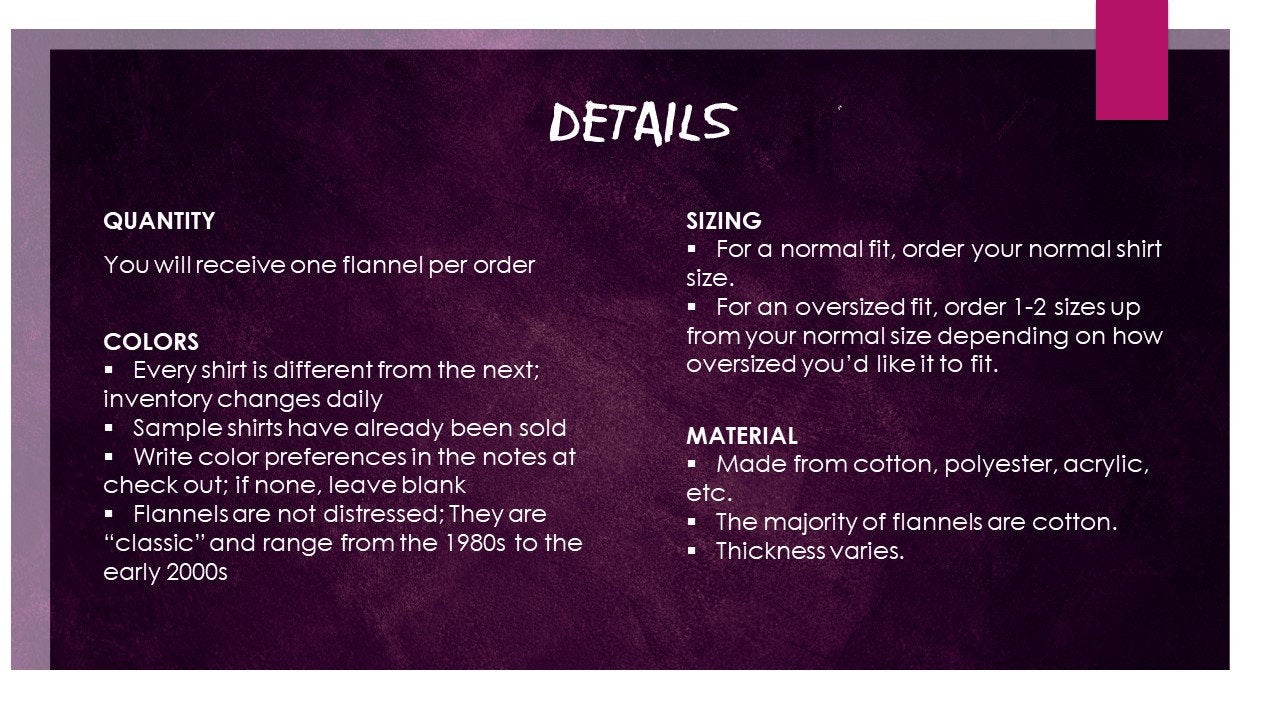 DETAILS
QUANTITY
You will receive one flannel per order
COLORS
▪ Every shirt is different from the next;
inventory changes daily
▪ Sample shirts have already been sold
▪ Write color preferences in the notes at
check out; if none, leave blank
▪ Flannels are not distressed; They are
“classic” and range from the 1980s to the
early 2000s
SIZING
▪ For a normal fit, order your normal shirt
size.
▪ For an oversized fit, order 1-2 sizes up
from your normal size depending on how
oversized you’d like it to fit.
MATERIAL
▪ Made from cotton, polyester, acrylic,
etc.
▪ The majority of flannels are cotton.
▪ Thickness varies.